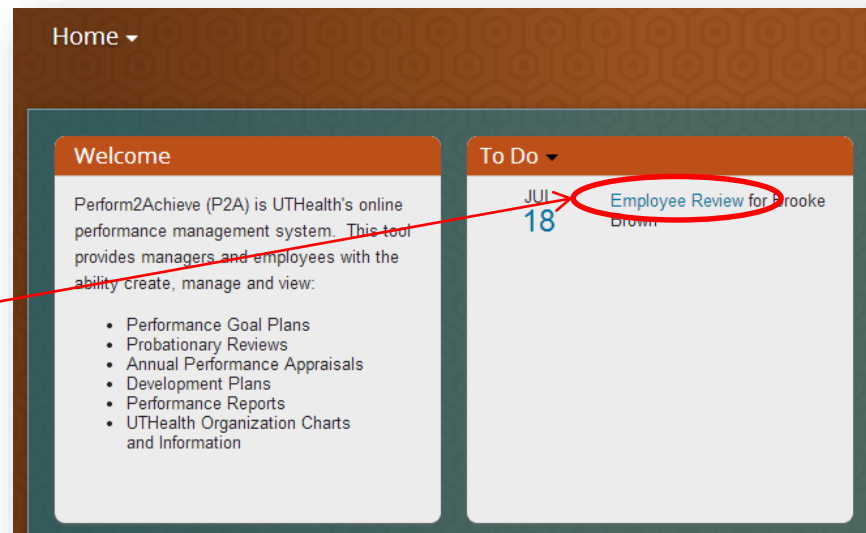 Home
Welcome
Perform2Achieve (P2A) is UTHealth's online
performance management system. This tool
provides managers and employees with the
ability create, manage and view:
• Performance Goal Plans
• Probationary Reviews
• Annual Performance Appraisals
• Development Plans
• Performance Reports
• UTHealth Organization Charts
and Information
To Do
JUL
18
Employee Review for Brooke
Brown